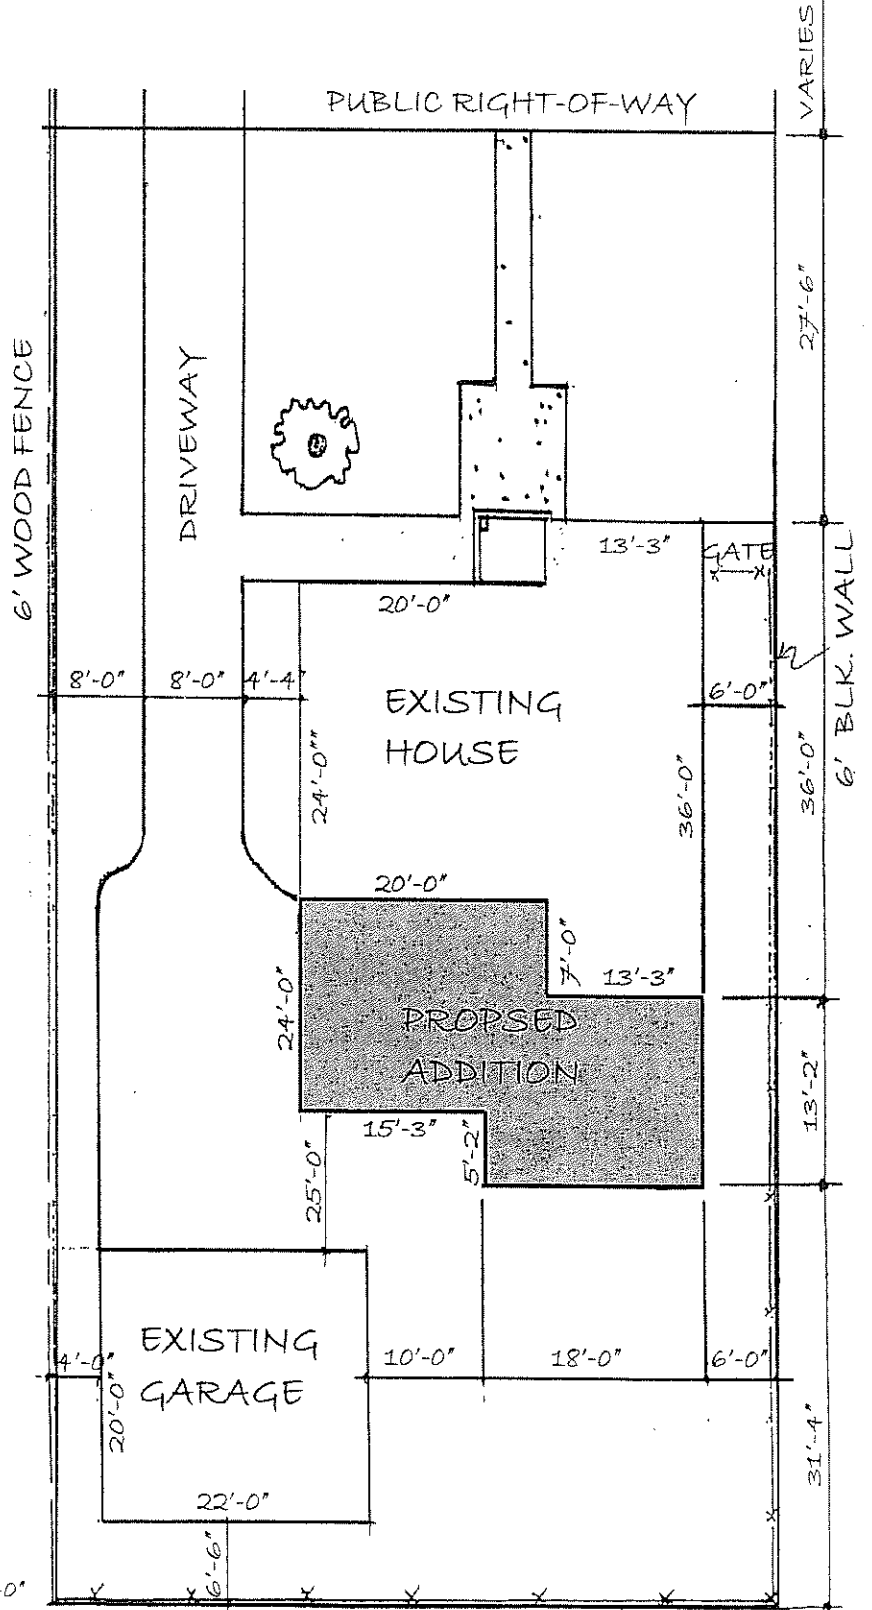 VARIES
PUBLIC RIGHT-OF-WAY
27'-6"
6' WOOD FENCE
DRIVEWAY
13'-3"
GATE
20'-0"
6' BLK. WALL
8'-0"
8'-0"
4'-4"
6'-0"
EXISTING
HOUSE
24'-0""
36'-0"
36'-0"
20'-0"
7'-0"
13'-3"
24'-0"
PROPSED
ADDITION
13'-2"
15'-3"
5'-2"
25'-0"
EXISTING
GARAGE
4'-0"
20'-0"
10'-0"
18'-0"
6'-0"
31'-4"
22'-0"
6'-6"